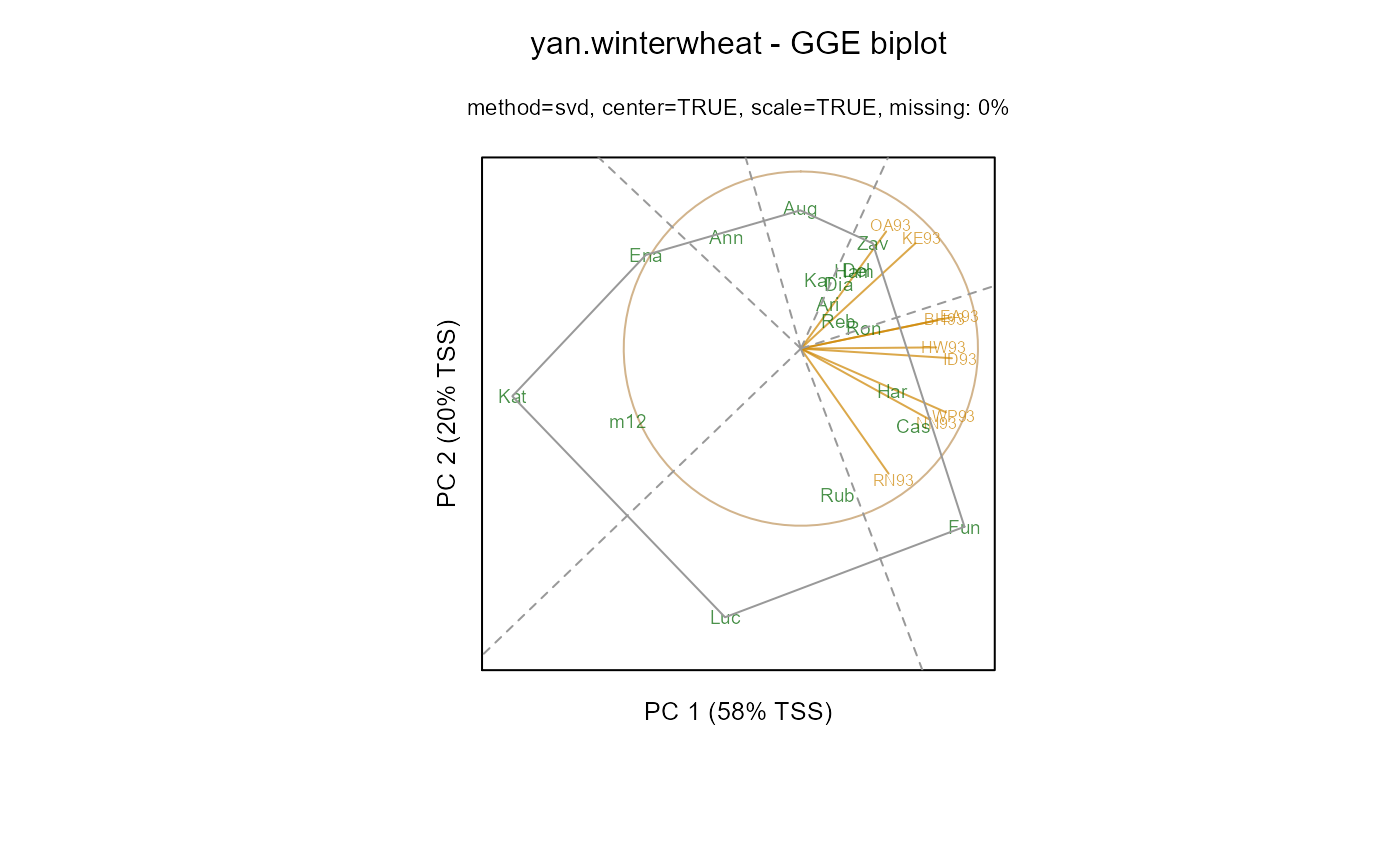 yan.winterwheat - GGE biplot
method=svd, center=TRUE, scale=TRUE, missing: 0%
Aug
OA93
Ann
KE93
Zav
Ena
Ham
Del
Kar
Dia
Ari
EA93
BH93
Reb
Ron
HW93
ID93
Har
Kat
WP93
m12
NN93
Cas
RN93
Rub
Fun
Luc
PC 2 (20% TSS)
PC 1 (58% TSS)